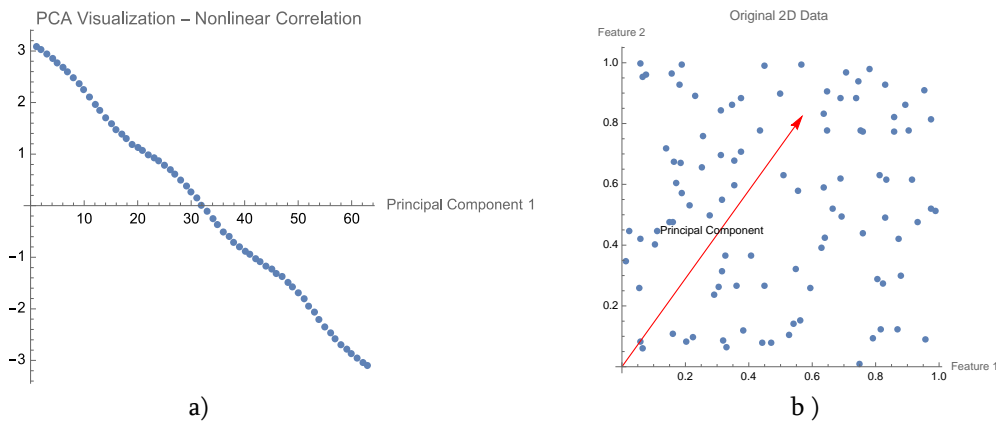 PCA Visualization – Nonlinear Correlation
3
2
1
10 20 30 40 50 60
Principal Component 1
−1
−2
−3
a)
Original 2D Data
Feature 2
1.0
0.8
0.6
Principal Component
0.4
0.2
0.2 0.4 0.6 0.8 1.0
Feature 1
b )